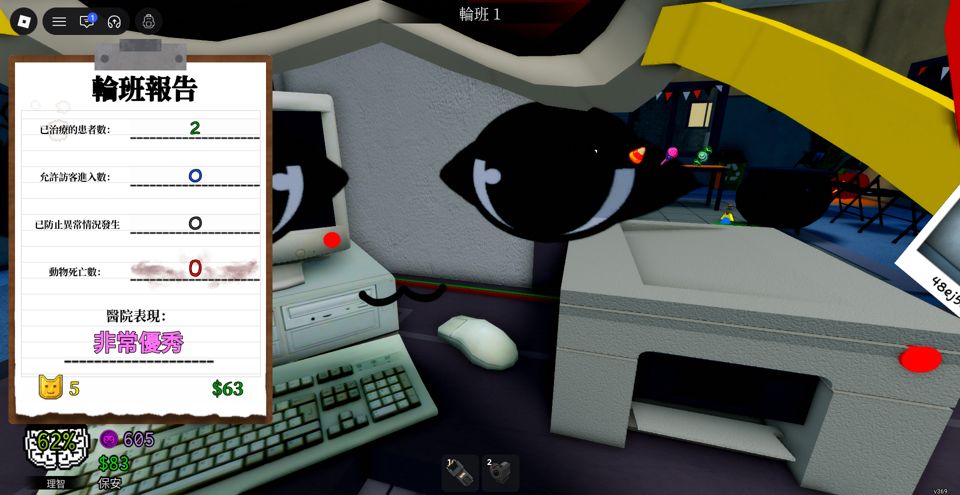 1
輪班 1
輪班報告
已治療的患者數: 2
允許訪客進入數: 0
已防止異常情況發生 0
動物死亡數: 0
醫院表現:
非常優秀
5 $63
48ej5
62% 605
$83
理智 保安
1 2
v369